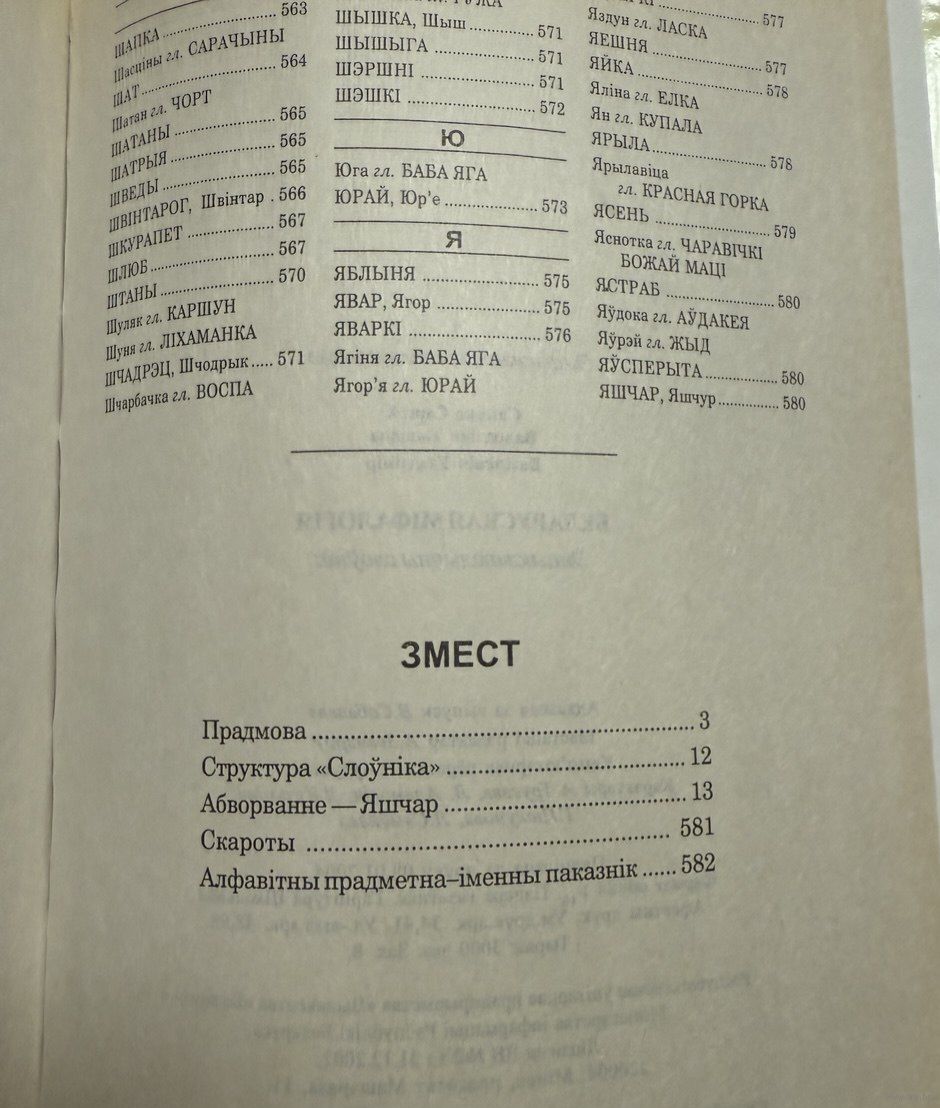 ШАПКА ........................ 563
Шасціны гл. САРАЧЫНЫ
ШАТ ........................ 564
Шатан гл. ЧОРТ
ШАТАНЫ .................... 565
ШАТРЫЯ .................... 565
ШВЕДЫ ..................... 565
ШВІНТАРОГ, Швінтар . 566
ШКУРАПЕТ ................ 567
ШЛЮБ ...................... 567
ШТАНЫ ..................... 570
Шуляк гл. КАРШУН
Шуня гл. ЛІХАМАНКА
ШЧАДРЭЦ, Шчодрык ..... 571
Шчарбачка гл. ВОСПА
ШЫШКА, Шыш ............. 571
ШЫШЫГА .................. 571
ШЭРШНІ ................... 571
ШЭШКІ .................... 572
Ю
Юга гл. БАБА ЯГА
ЮРАЙ, Юр’е ................ 573
Я
ЯБЛЫНЯ ................... 575
ЯВАР, Ягор ................ 575
ЯВАРКІ .................... 576
Ягіня гл. БАБА ЯГА
Ягор’я гл. ЮРАЙ
577
Яздун гл. ЛАСКА
ЯЕШНЯ ..................... 577
ЯЙКА ....................... 578
Яліна гл. ЕЛКА
Ян гл. КУПАЛА
ЯРЫЛА ..................... 578
Ярылавіца
гл. КРАСНАЯ ГОРКА
ЯСЕНЬ ..................... 579
Яснотка гл. ЧАРАВІЧКІ
БОЖАЙ МАЦІ
ЯСТРАБ .................... 580
Яўдока гл. АЎДАКЕЯ
Яўрэй гл. ЖЫД
ЯЎСПЕРЫТА ............... 580
ЯШЧАР, Яшчур ............. 580
ЗМЕСТ
Прадмова ........................ 3
Структура «Слоўніка» ........................ 12
Абворванне — Яшчар ........................ 13
Скароты ........................ 581
Алфавітны прадметна–іменны паказнік ...... 582